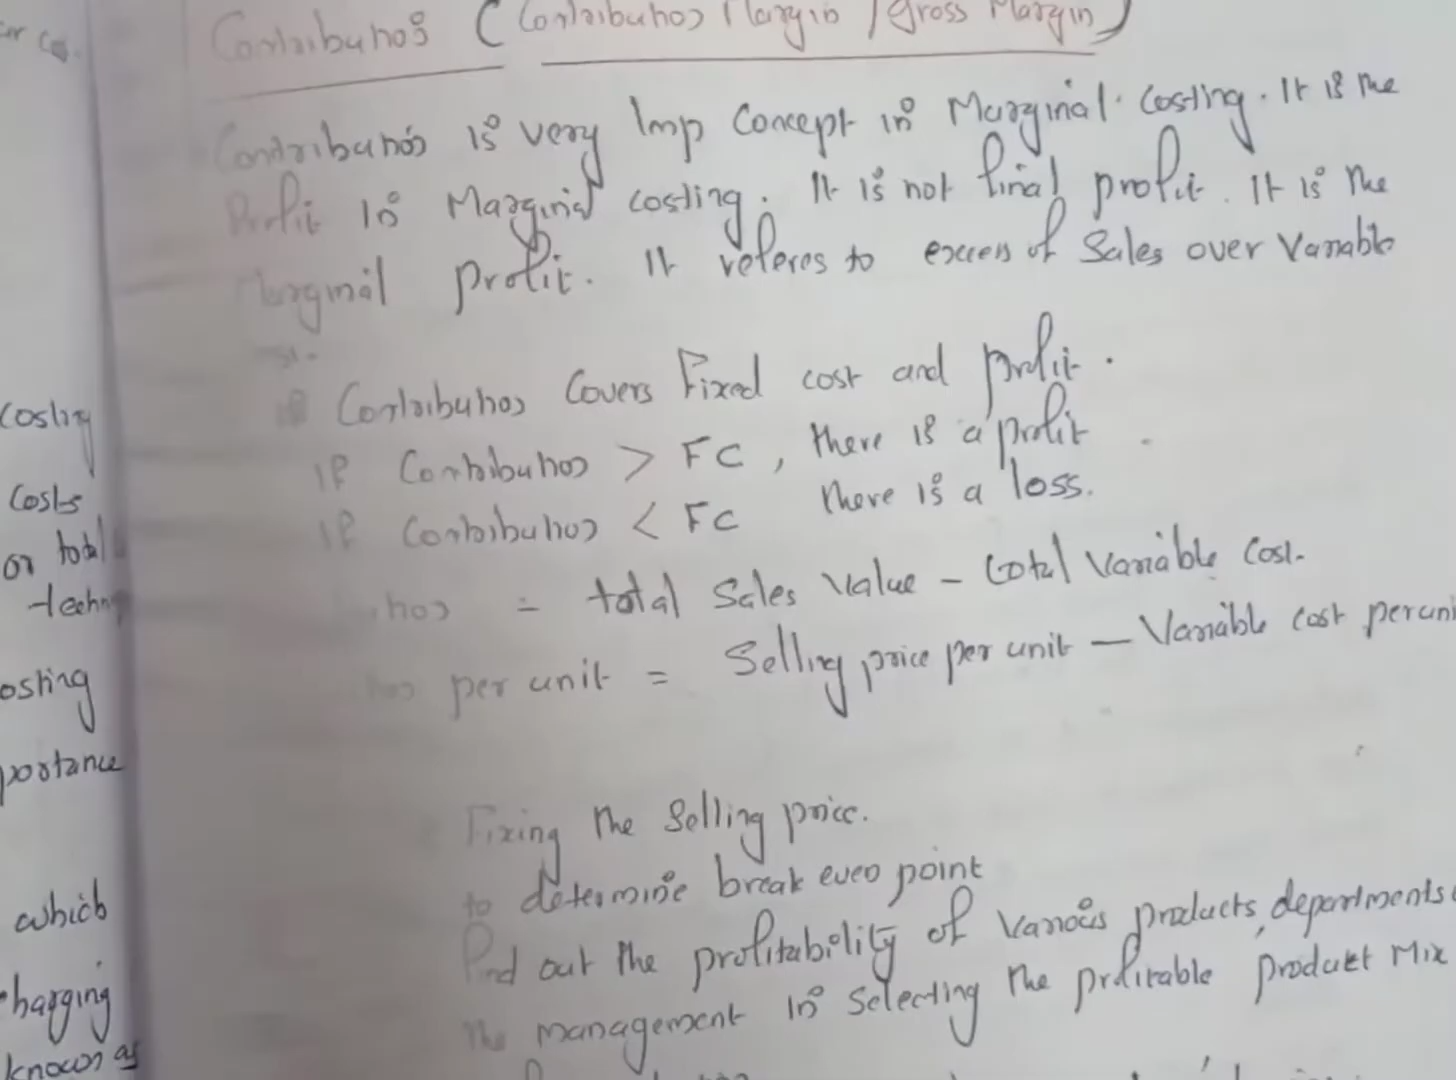 Contribution (Contribution Margin / Gross Margin)
Contribution is very Imp Concept in Marginal Costing. It is the
Profit in Marginal costing. It is not final profit. It is the
Marginal profit. It referes to excess of Sales over Variable
Contribution Covers Fixed cost and profit.
If Contribution > FC, there is a profit
If Contribution < FC there is a loss.
= total Sales Value - total Variable Cost.
per unit = Selling price per unit - Variable cost per uni
Fixing the Selling price.
to determine break even point
Find out the profitability of various products, departments
The management in Selecting the profitable product Mix
Costing
Costs
or total
techn
osting
portance
which
harging
known as